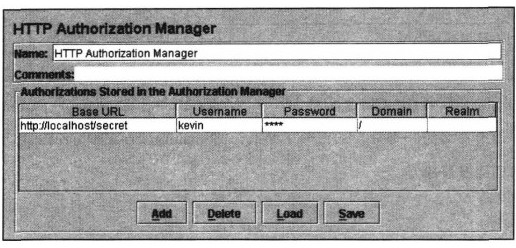 HTTP Authorization Manager
Name: HTTP Authorization Manager
Comments:
Authorizations Stored in the Authorization Manager
Base URL Username Password Domain Realm
http://localhost/secret kevin **** /
Add Delete Load Save